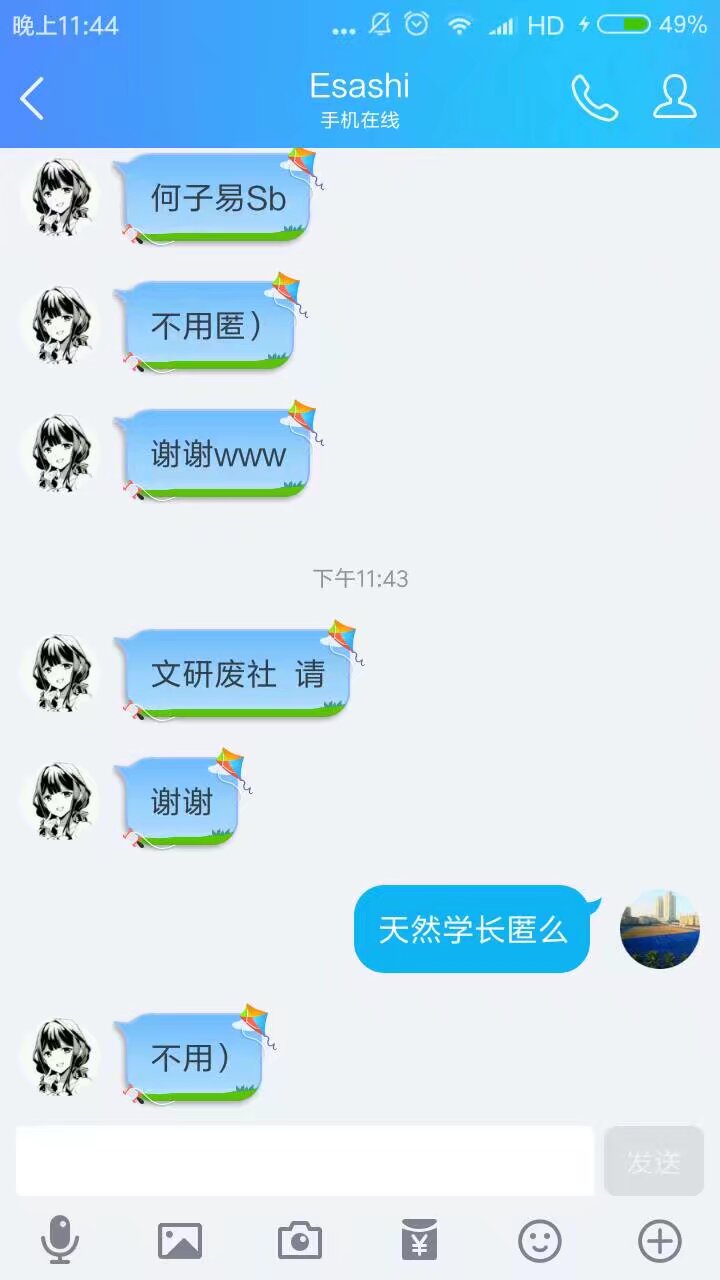 晚上11:44
HD
49%
Esashi
手机在线
何子易Sb
不用匿）
谢谢www
下午11:43
文研废社 请
谢谢
天然学长匿么
不用）
发送